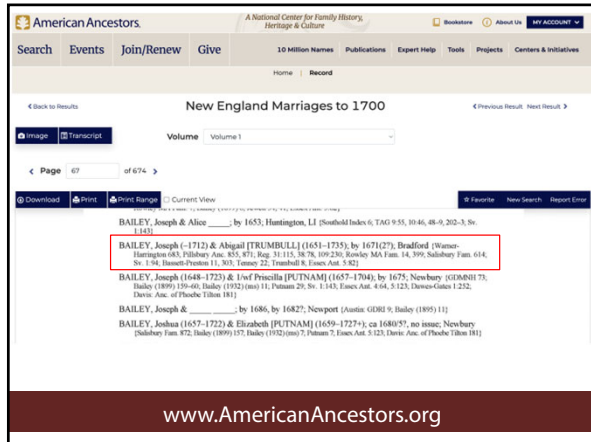 American Ancestors.
A National Center for Family History,
Heritage & Culture
Bookstore About Us MY ACCOUNT
Search Events Join/Renew Give 10 Million Names Publications Expert Help Tools Projects Centers & Initiatives
Home | Record
Back to Results New England Marriages to 1700 Previous Result Next Result
Image Transcript Volume Volume 1
Page 67 of 674
Download Print Print Range Current View Favorite New Search Report Error
BAILEY, Joseph & Alice _____; by 1653; Huntington, LI {Southold Index 6; TAG 9:55, 10:46, 48–9, 202–3; Sv.
1:143}
BAILEY, Joseph (–1712) & Abigail [TRUMBULL] (1651–1735); by 1671(2?); Bradford {Warner-
Harrington 683; Pillsbury Anc. 855, 871; Reg. 31:115, 38:78, 109:230; Rowley MA Fam. 14, 399; Salisbury Fam. 614;
Sv. 1:94; Bassett-Preston 11, 303; Tenney 22; Trumbull 8; Essex Ant. 5:82}
BAILEY, Joseph (1648–1723) & 1/wf Priscilla [PUTNAM] (1657–1704); by 1675; Newbury {GDMNH 73;
Bailey (1899) 159–60; Bailey (1932) (ms) 11; Putnam 29; Sv. 1:143; Essex Ant. 4:64, 5:123; Dawes-Gates 1:252;
Davis: Anc. of Phoebe Tilton 181}
BAILEY, Joseph & _____ _____; by 1686, by 1682?; Newport {Austin: GDRI 9; Bailey (1895) 11}
BAILEY, Joshua (1657–1722) & Elizabeth [PUTNAM] (1659–1727+); ca 1680/5?, no issue; Newbury
{Salisbury Fam. 872; Bailey (1899) 157; Bailey (1932) (ms) 7; Putnam 7; Essex Ant. 5:123; Davis: Anc. of Phoebe Tilton 181}
www.AmericanAncestors.org